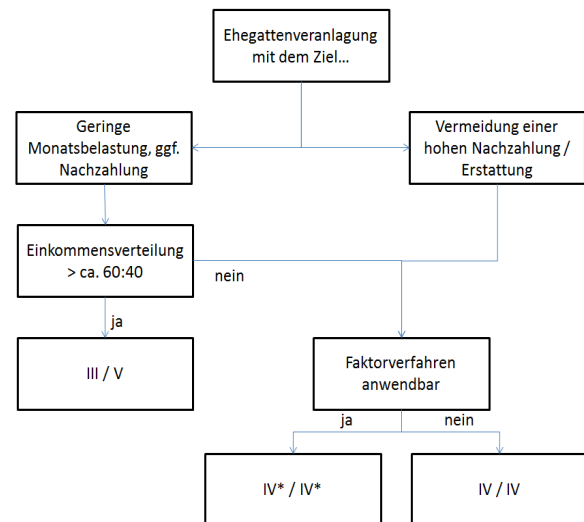 Ehegattenveranlagung
mit dem Ziel...
Geringe
Monatsbelastung, ggf.
Nachzahlung
Vermeidung einer
hohen Nachzahlung /
Erstattung
Einkommensverteilung
> ca. 60:40
nein
ja
III / V
Faktorverfahren
anwendbar
ja
nein
IV* / IV*
IV / IV